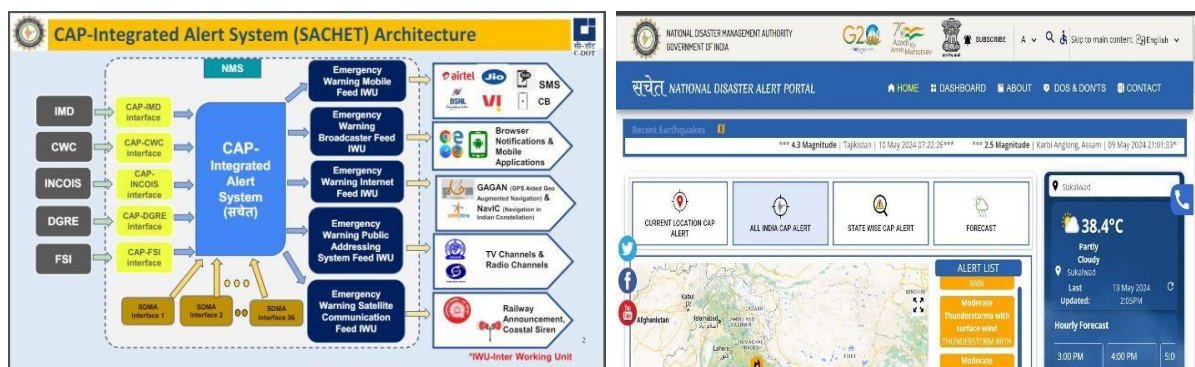 CAP-Integrated Alert System (SACHET) Architecture
सी-डॉट
C-DOT
NMS
IMD
CWC
INCOIS
DGRE
FSI
CAP-IMD
interface
CAP-CWC
interface
CAP-
INCOIS
interface
CAP-DGRE
interface
CAP-FSI
interface
CAP-
Integrated
Alert
System
(सचेत)
SDMA
Interface 1
SDMA
Interface 2
SDMA
Interface 36
Emergency
Warning Mobile
Feed IWU
Emergency
Warning
Broadcaster Feed
IWU
Emergency
Warning Internet
Feed IWU
Emergency
Warning Public
Addressing
System Feed IWU
Emergency
Warning Satellite
Communication
Feed IWU
airtel
Jio
SMS
BSNL
VI
CB
Browser
Notifications &
Mobile
Applications
GAGAN (GPS Aided Geo
Augmented Navigation) &
NavIC (Navigation in
Indian Constellation)
TV Channels &
Radio Channels
Railway
Announcement,
Coastal Siren
2
*IWU-Inter Working Unit
NATIONAL DISASTER MANAGEMENT AUTHORITY
GOVERNMENT OF INDIA
G20
Azadi Ka
Amrit Mahotsav
SUBSCRIBE
A
Skip to main content
English
सचेत NATIONAL DISASTER ALERT PORTAL
HOME
DASHBOARD
ABOUT
DOS & DON'TS
CONTACT
Recent Earthquakes
*** 4.3 Magnitude | Tajikistan | 10 May 2024 07:22:26***
*** 2.5 Magnitude | Karbi Anglong, Assam | 09 May 2024 21:01:33**
CURRENT LOCATION CAP
ALERT
ALL INDIA CAP ALERT
STATE WISE CAP ALERT
FORECAST
Sukalwad
38.4°C
Partly
Cloudy
Sukalwad
Last
Updated:
13 May 2024
2:05PM
Hourly Forecast
3:00 PM
4:00 PM
5:0
ALERT LIST
RAIN
Moderate
Thunderstorms with
surface wind
THUNDERSTORM WITH
Moderate
Kabul
Afghanistan
Islamabad
Lahore
TIBET